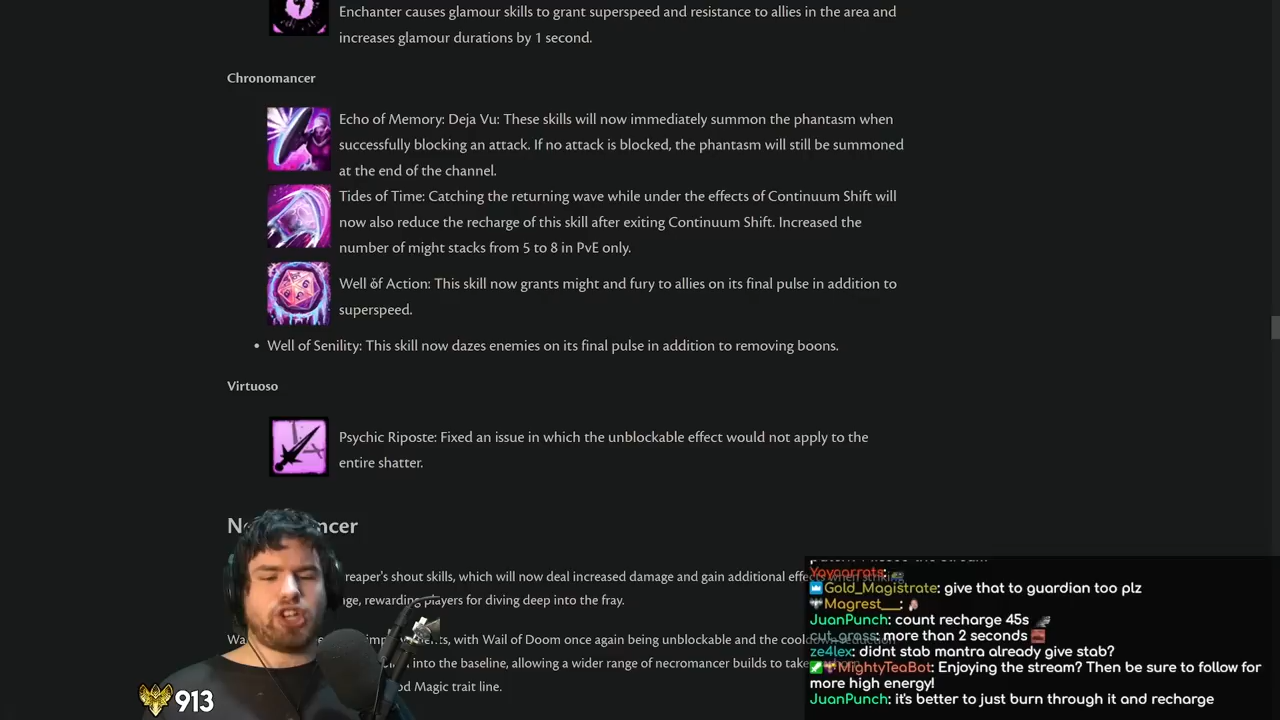 Enchanter causes glamour skills to grant superspeed and resistance to allies in the area and
increases glamour durations by 1 second.
Chronomancer
Echo of Memory: Deja Vu: These skills will now immediately summon the phantasm when
successfully blocking an attack. If no attack is blocked, the phantasm will still be summoned
at the end of the channel.
Tides of Time: Catching the returning wave while under the effects of Continuum Shift will
now also reduce the recharge of this skill after exiting Continuum Shift. Increased the
number of might stacks from 5 to 8 in PvE only.
Well of Action: This skill now grants might and fury to allies on its final pulse in addition to
superspeed.
• Well of Senility: This skill now dazes enemies on its final pulse in addition to removing boons.
Virtuoso
Psychic Riposte: Fixed an issue in which the unblockable effect would not apply to the
entire shatter.
reaper's shout skills, which will now deal increased damage and gain additional effects when striking
rewarding players for diving deep into the fray.
with Wail of Doom once again being unblockable and the cooldown reduction
into the baseline, allowing a wider range of necromancer builds to take
Magic trait line.
Gold_Magistrate: give that to guardian too plz
Magrest___:
JuanPunch: count recharge 45s
cut_grass: more than 2 seconds
ze4lex: didnt stab mantra already give stab?
MightyTeaBot: Enjoying the stream? Then be sure to follow for
more high energy!
JuanPunch: it's better to just burn through it and recharge
913